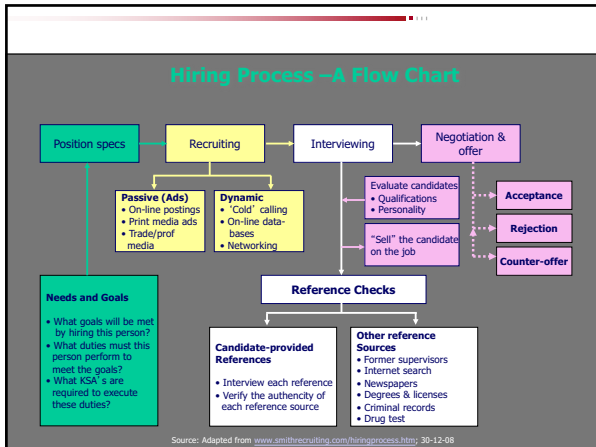 Hiring Process –A Flow Chart
Position specs
Recruiting
Interviewing
Negotiation &
offer
Passive (Ads)
• On-line postings
• Print media ads
• Trade/prof
media
Dynamic
• ‘Cold’ calling
• On-line data-
bases
• Networking
Evaluate candidates
• Qualifications
• Personality
“Sell” the candidate
on the job
Acceptance
Rejection
Counter-offer
Reference Checks
Needs and Goals
• What goals will be met
by hiring this person?
• What duties must this
person perform to
meet the goals?
• What KSA’s are
required to execute
these duties?
Candidate-provided
References
• Interview each reference
• Verify the authencity of
each reference source
Other reference
Sources
• Former supervisors
• Internet search
• Newspapers
• Degrees & licenses
• Criminal records
• Drug test
Source: Adapted from www.smithrecruiting.com/hiringprocess.htm; 30-12-08